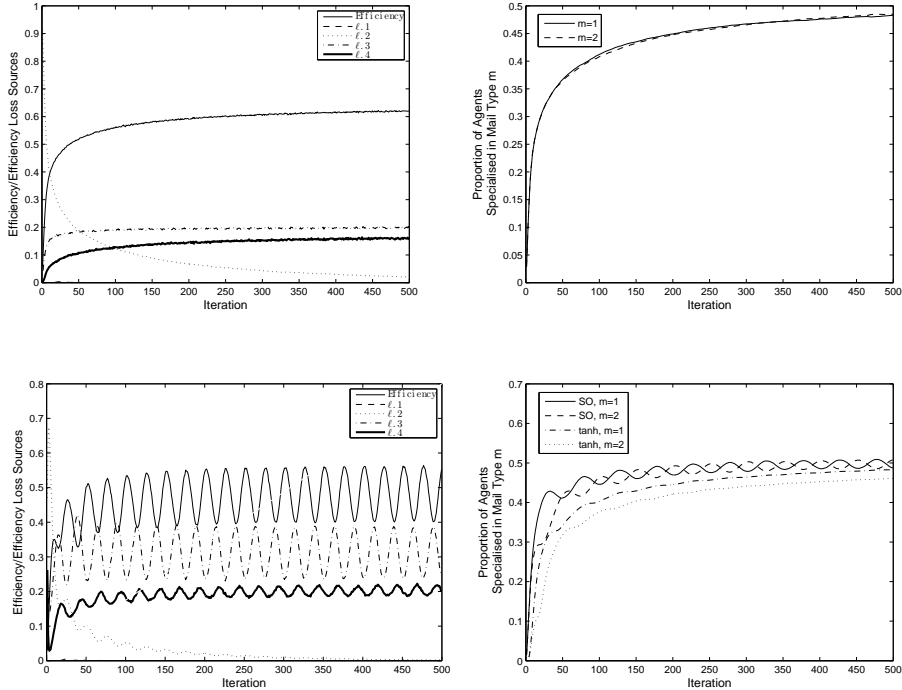 Efficiency/Efficiency Loss Sources
1
0.9
0.8
0.7
0.6
0.5
0.4
0.3
0.2
0.1
0
Efficiency
ℓ.1
ℓ.2
ℓ.3
ℓ.4
0 50 100 150 200 250 300 350 400 450 500
Iteration
Proportion of Agents
Specialised in Mail Type m
0.5
0.45
0.4
0.35
0.3
0.25
0.2
0.15
0.1
0.05
0
m=1
m=2
0 50 100 150 200 250 300 350 400 450 500
Iteration
Efficiency/Efficiency Loss Sources
0.8
0.7
0.6
0.5
0.4
0.3
0.2
0.1
0
Efficiency
ℓ.1
ℓ.2
ℓ.3
ℓ.4
0 50 100 150 200 250 300 350 400 450 500
Iteration
Proportion of Agents
Specialised in Mail Type m
0.7
0.6
0.5
0.4
0.3
0.2
0.1
0
SO, m=1
SO, m=2
tanh, m=1
tanh, m=2
0 50 100 150 200 250 300 350 400 450 500
Iteration